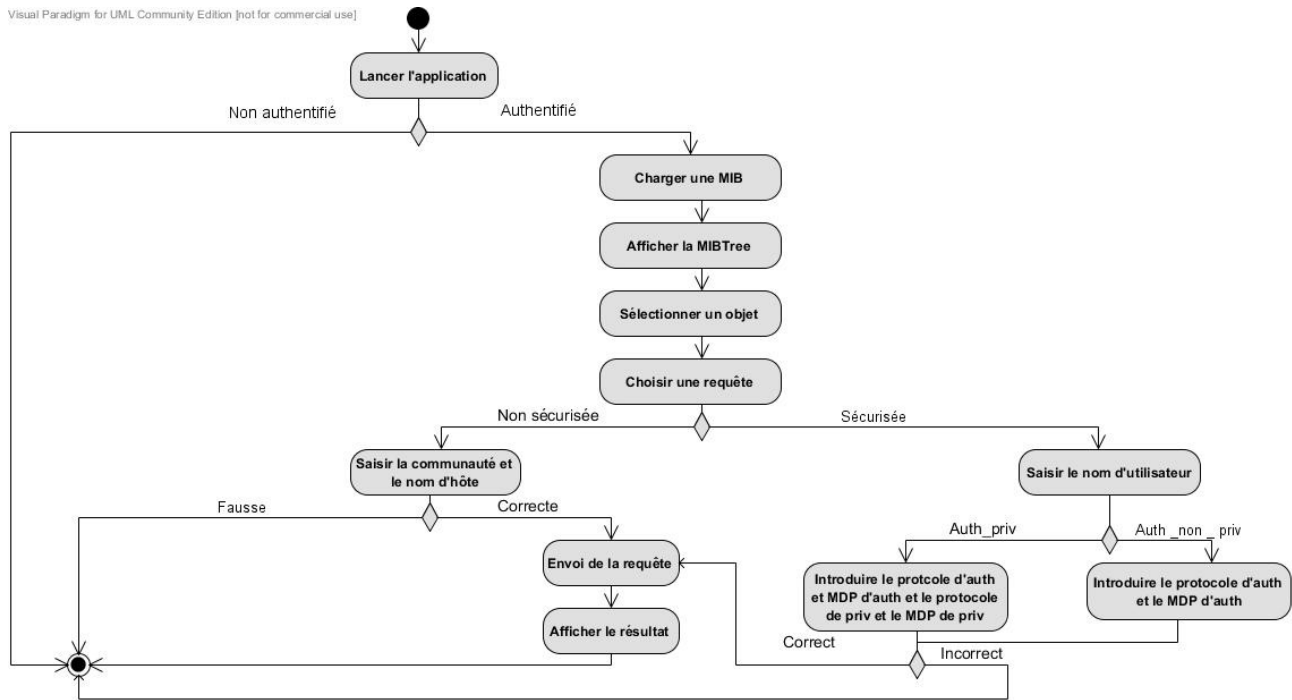 Visual Paradigm for UML Community Edition [not for commercial use]
Lancer l'application
Non authentifié
Authentifié
Charger une MIB
Afficher la MIBTree
Sélectionner un objet
Choisir une requête
Non sécurisée
Sécurisée
Saisir la communauté et
le nom d'hôte
Saisir le nom d'utilisateur
Fausse
Correcte
Auth_priv
Auth _non _ priv
Envoi de la requête
Introduire le protcole d'auth
et MDP d'auth et le protocole
de priv et le MDP de priv
Introduire le protocole d'auth
et le MDP d'auth
Afficher le résultat
Correct
Incorrect